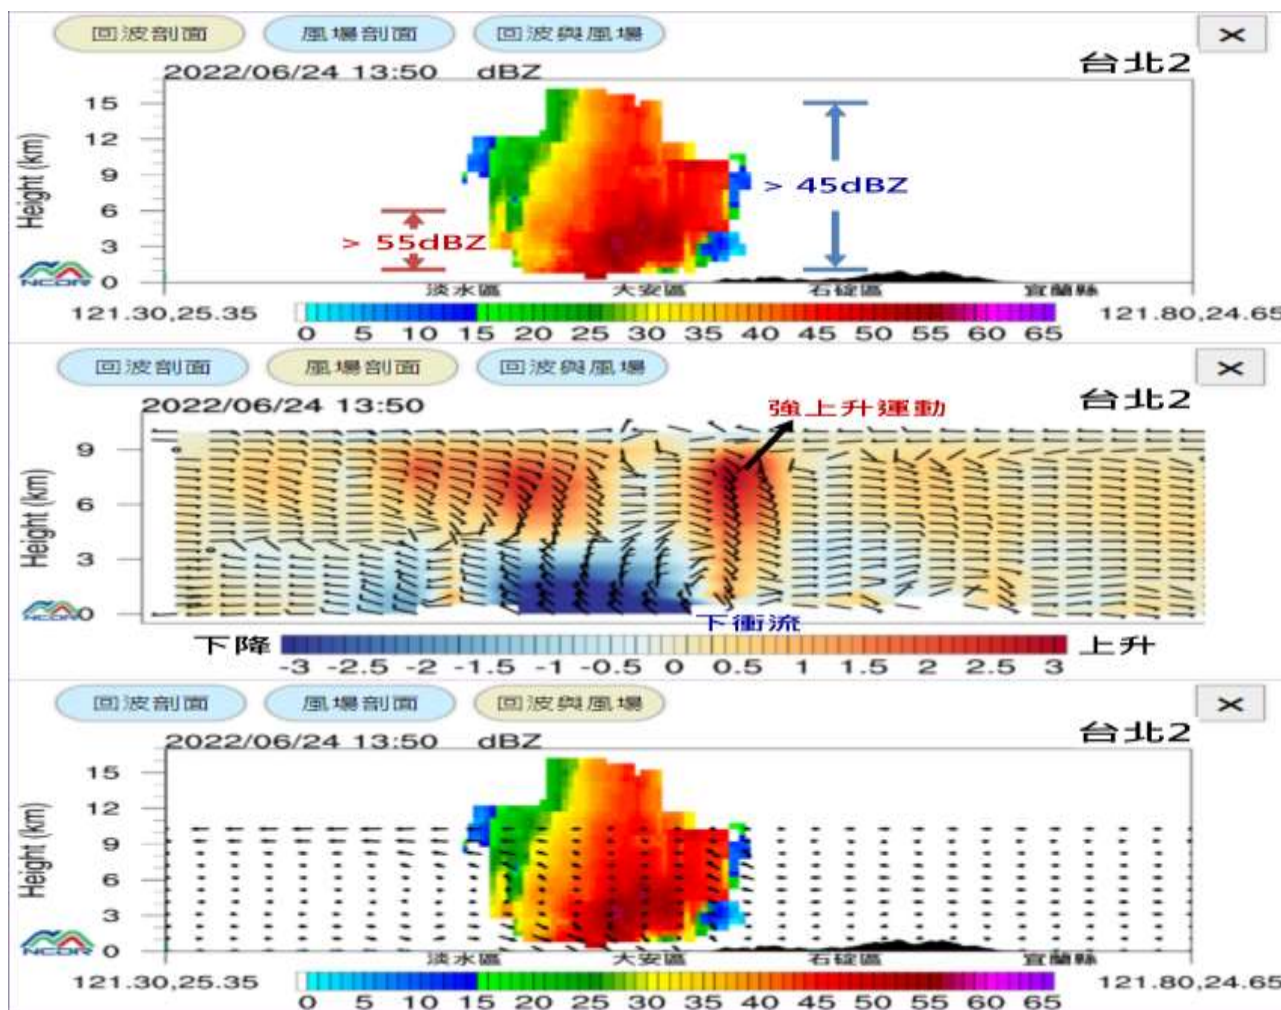 回波剖面 風場剖面 回波與風場 ×
台北2
2022/06/24 13:50 dBZ
15
12
9
6
3
0
Height (km)
> 45dBZ
> 55dBZ
NCDR
淡水區 大安區 石碇區 宜蘭縣
121.30,25.35 121.80,24.65
0 5 10 15 20 25 30 35 40 45 50 55 60 65
回波剖面 風場剖面 回波與風場 ×
台北2
2022/06/24 13:50
強上升運動
9
6
3
0
Height (km)
NCDR
下衝流
下降 上升
-3 -2.5 -2 -1.5 -1 -0.5 0 0.5 1 1.5 2 2.5 3
回波剖面 風場剖面 回波與風場 ×
台北2
2022/06/24 13:50 dBZ
15
12
9
6
3
0
Height (km)
NCDR
淡水區 大安區 石碇區 宜蘭縣
121.30,25.35 121.80,24.65
0 5 10 15 20 25 30 35 40 45 50 55 60 65